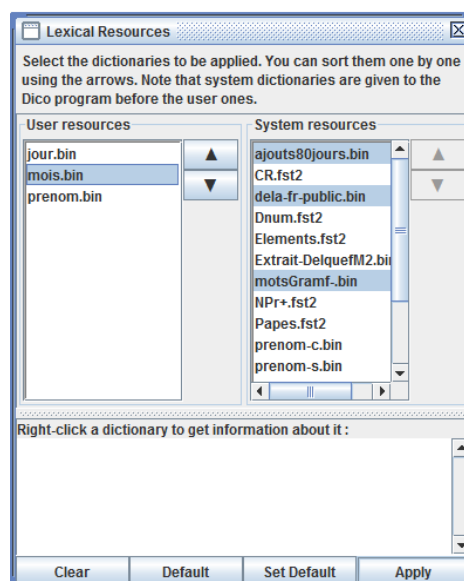 Lexical Resources
Select the dictionaries to be applied. You can sort them one by one
using the arrows. Note that system dictionaries are given to the
Dico program before the user ones.
User resources
jour.bin
mois.bin
prenom.bin
System resources
ajouts80jours.bin
CR.fst2
dela-fr-public.bin
Dnum.fst2
Elements.fst2
Extrait-DelquefM2.bin
motsGramf-.bin
NPr+.fst2
Papes.fst2
prenom-c.bin
prenom-s.bin
Right-click a dictionary to get information about it :
Clear Default Set Default Apply